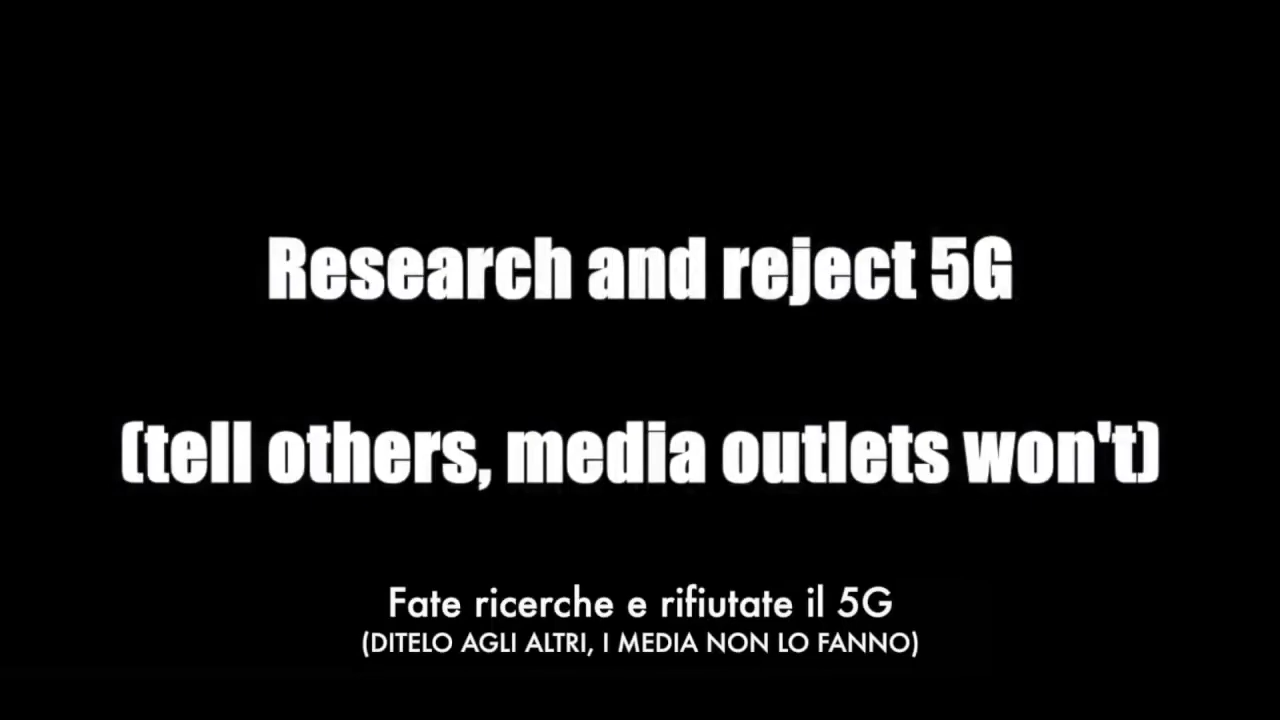 Research and reject 5G
(tell others, media outlets won't)
Fate ricerche e rifiutate il 5G
(DITELO AGLI ALTRI, I MEDIA NON LO FANNO)